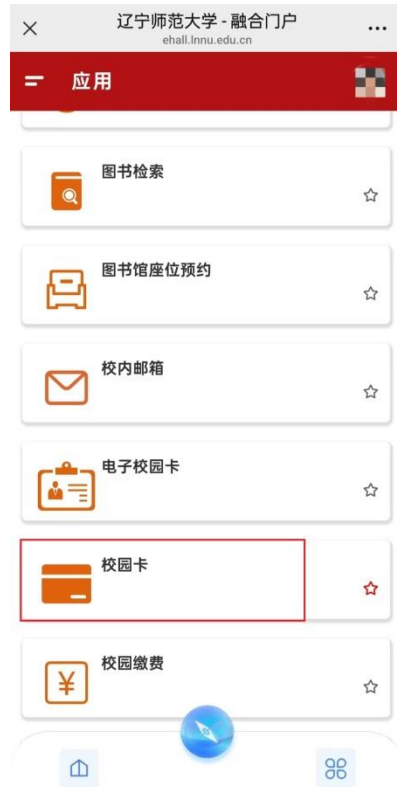 辽宁师范大学 - 融合门户
ehall.lnnu.edu.cn
应用
图书检索
图书馆座位预约
校内邮箱
电子校园卡
校园卡
校园缴费